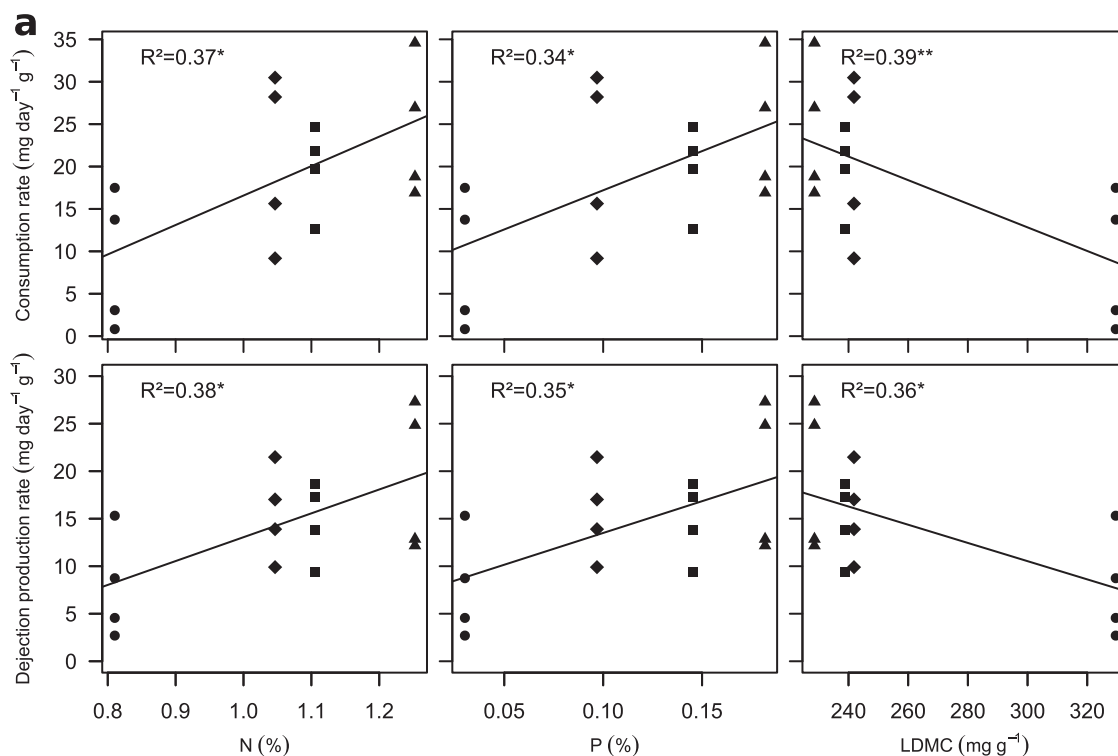 a
Consumption rate (mg day⁻¹ g⁻¹)
35
30
25
20
15
10
5
0
R²=0.37*
R²=0.34*
R²=0.39**
Dejection production rate (mg day⁻¹ g⁻¹)
30
25
20
15
10
5
0
R²=0.38*
R²=0.35*
R²=0.36*
0.8 0.9 1.0 1.1 1.2
0.05 0.10 0.15
240 260 280 300 320
N (%)
P (%)
LDMC (mg g⁻¹)